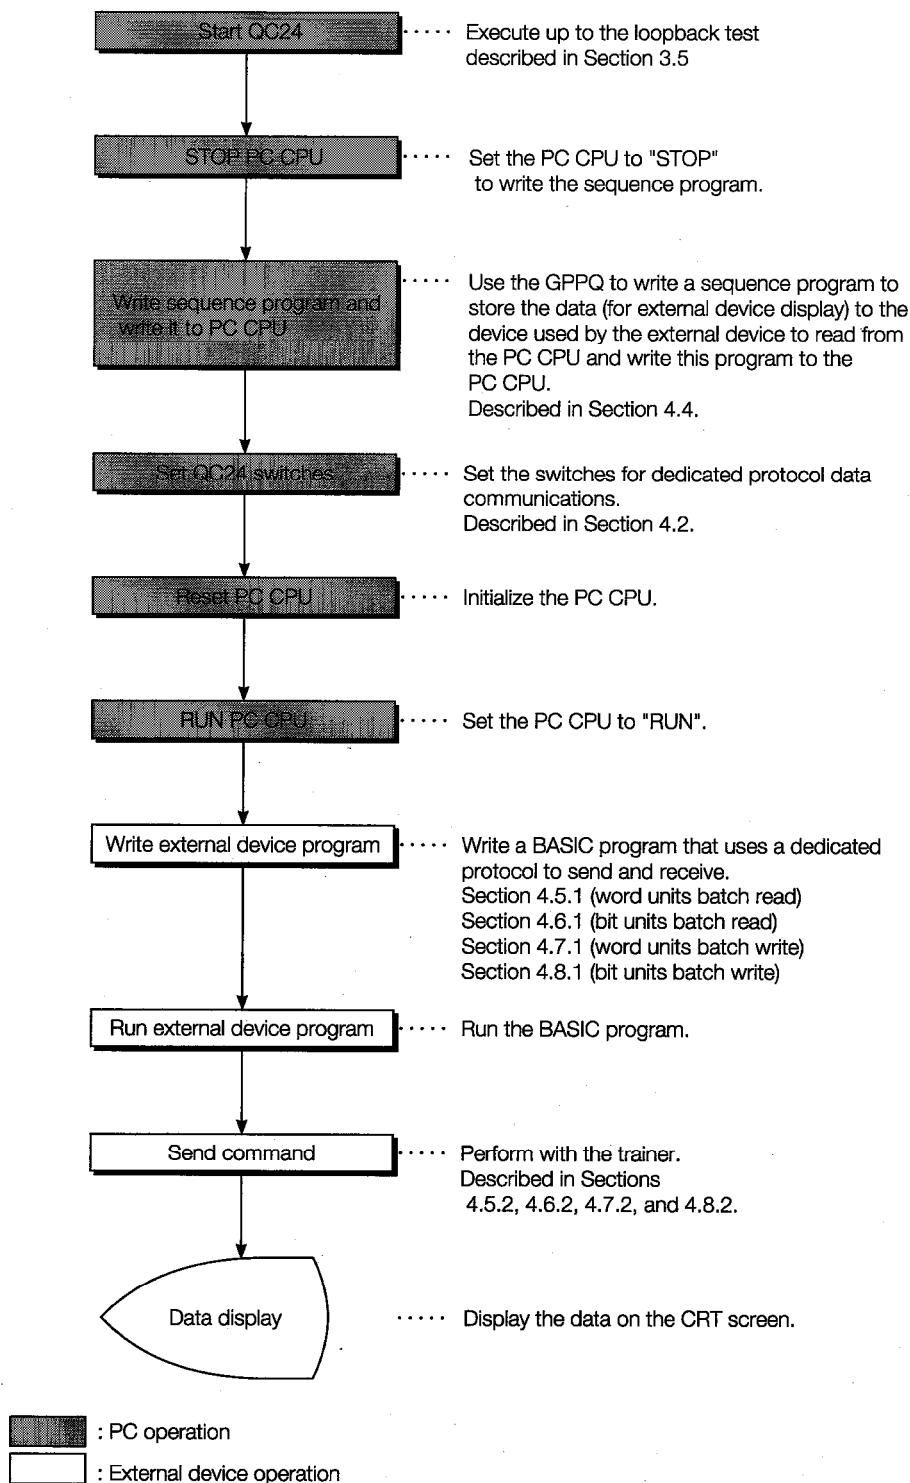 Start QC24
····· Execute up to the loopback test
described in Section 3.5
STOP PC CPU
····· Set the PC CPU to "STOP"
to write the sequence program.
Write sequence program and
write it to PC CPU
····· Use the GPPQ to write a sequence program to
store the data (for external device display) to the
device used by the external device to read from
the PC CPU and write this program to the
PC CPU.
Described in Section 4.4.
Set QC24 switches
····· Set the switches for dedicated protocol data
communications.
Described in Section 4.2.
Reset PC CPU
····· Initialize the PC CPU.
RUN PC CPU
····· Set the PC CPU to "RUN".
Write external device program
····· Write a BASIC program that uses a dedicated
protocol to send and receive.
Section 4.5.1 (word units batch read)
Section 4.6.1 (bit units batch read)
Section 4.7.1 (word units batch write)
Section 4.8.1 (bit units batch write)
Run external device program
····· Run the BASIC program.
Send command
····· Perform with the trainer.
Described in Sections
4.5.2, 4.6.2, 4.7.2, and 4.8.2.
Data display
····· Display the data on the CRT screen.
: PC operation
: External device operation